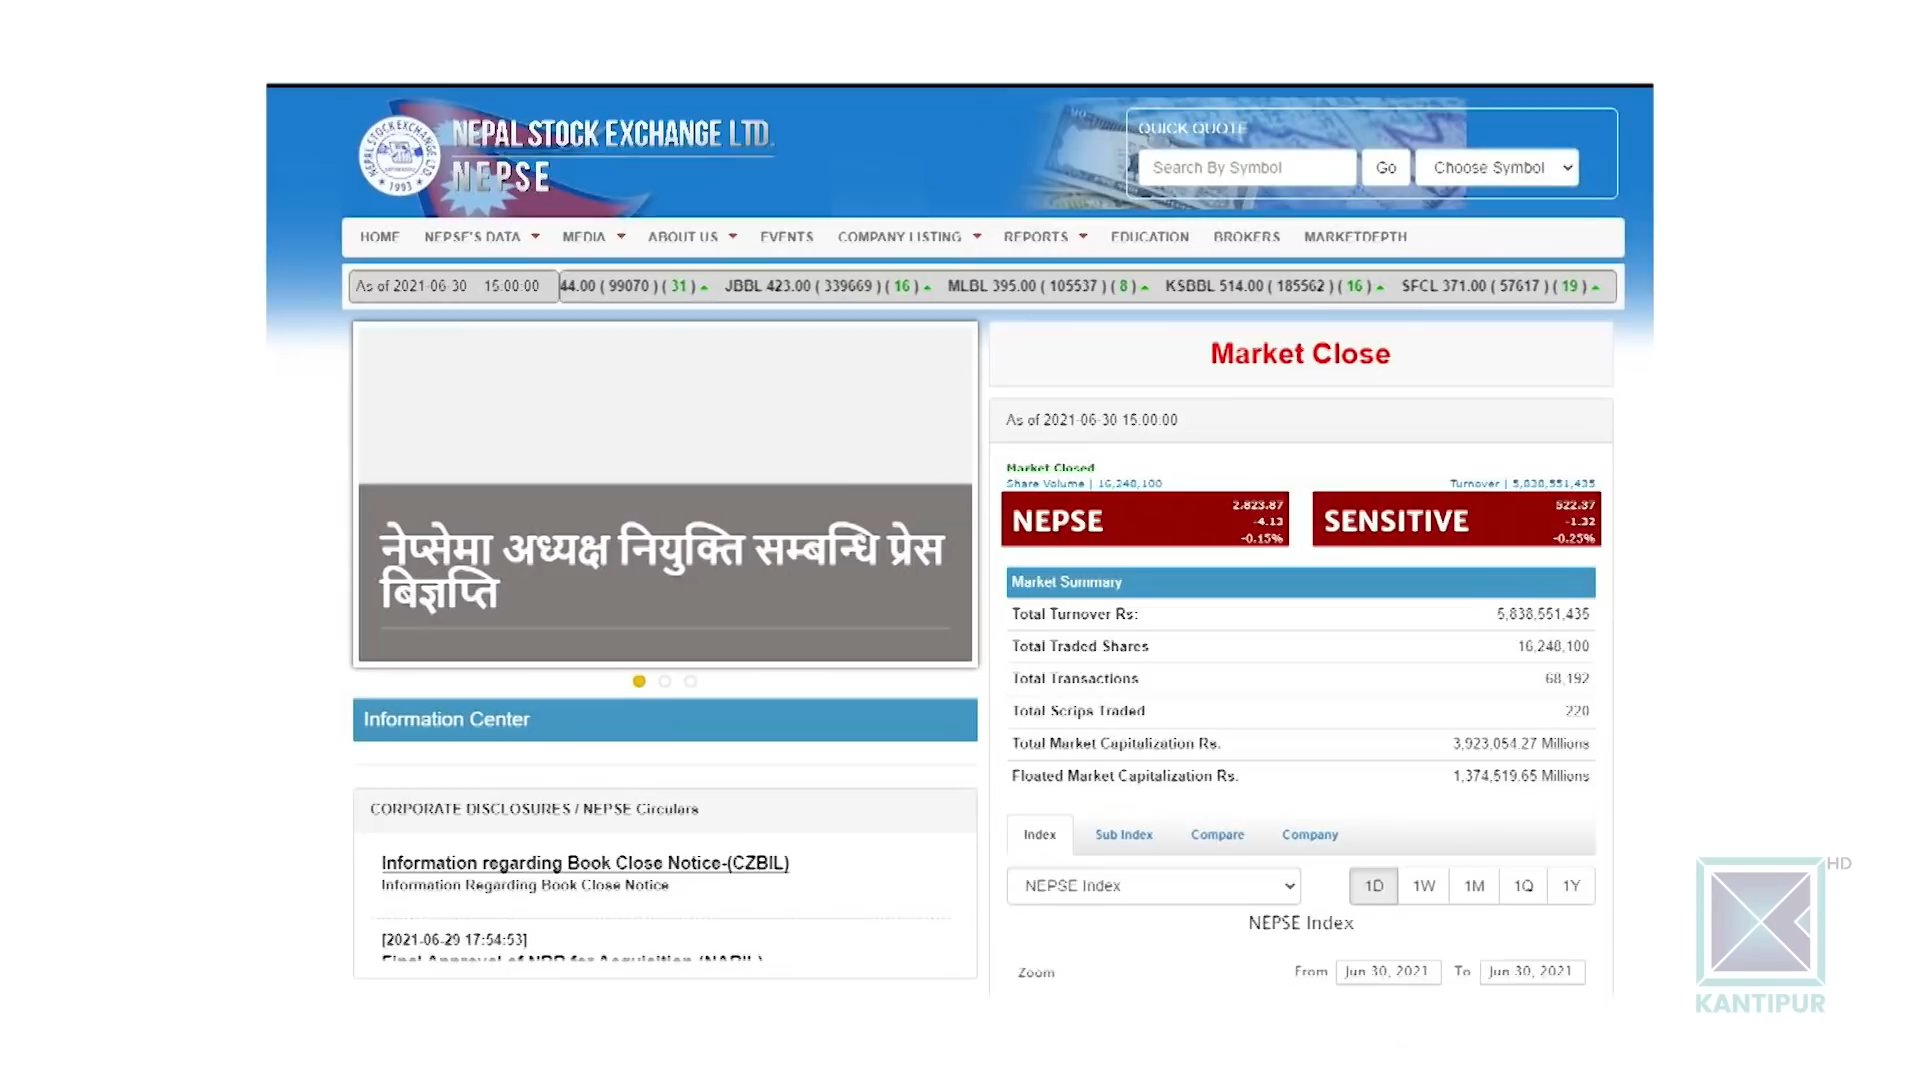 NEPAL STOCK EXCHANGE LTD.
NEPSE
NEPAL STOCK EXCHANGE LTD
1993
QUICK QUOTE
Search By Symbol Go Choose Symbol
HOME NEPSE'S DATA MEDIA ABOUT US EVENTS COMPANY LISTING REPORTS EDUCATION BROKERS MARKETDEPTH
As of 2021-06-30 15:00:00 44.00 ( 99070 ) ( 31 ) JBBL 423.00 ( 339669 ) ( 16 ) MLBL 395.00 ( 105537 ) ( 8 ) KSBBL 514.00 ( 185562 ) ( 16 ) SFCL 371.00 ( 57617 ) ( 19 )
नेप्सेमा अध्यक्ष नियुक्ति सम्बन्धि प्रेस
बिज्ञप्ति
Information Center
CORPORATE DISCLOSURES / NEPSE Circulars
Information regarding Book Close Notice-(CZBIL)
Information Regarding Book Close Notice
[2021-06-29 17:54:53]
Market Close
As of 2021-06-30 15:00:00
Market Closed
Share Volume | 16,248,100 Turnover | 5,838,551,435
NEPSE 2,823.87 -4.13 -0.15%
SENSITIVE 522.37 -1.32 -0.25%
Market Summary
Total Turnover Rs: 5,838,551,435
Total Traded Shares 16,248,100
Total Transactions 68,192
Total Scrips Traded 220
Total Market Capitalization Rs. 3,923,054.27 Millions
Floated Market Capitalization Rs. 1,374,519.65 Millions
Index Sub Index Compare Company
NEPSE Index 1D 1W 1M 1Q 1Y
NEPSE Index
Zoom From Jun 30, 2021 To Jun 30, 2021
HD
KANTIPUR